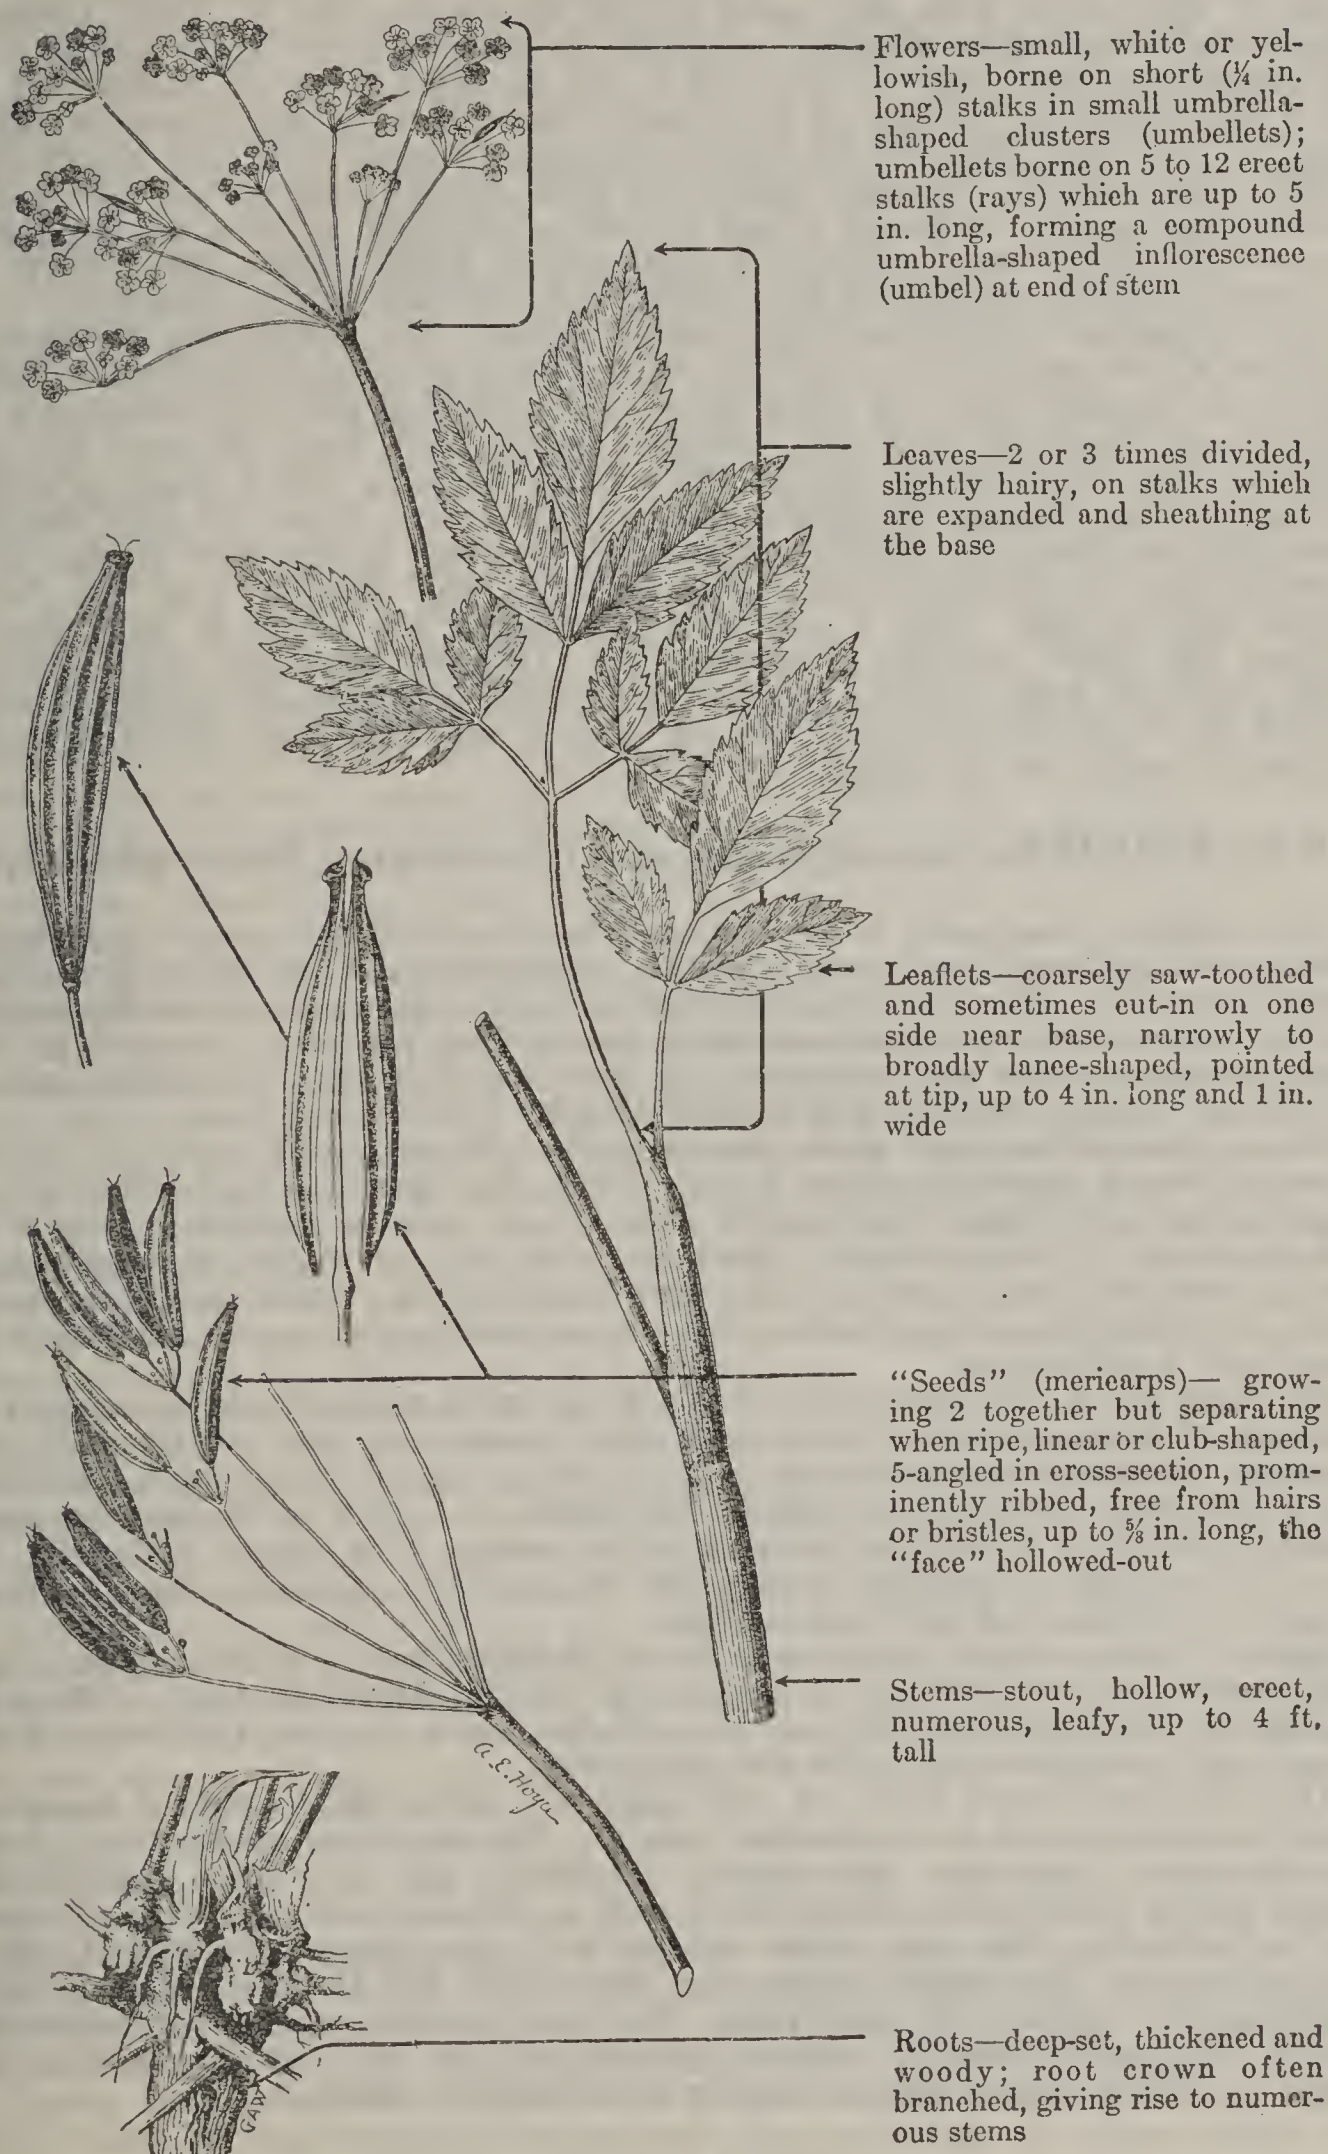 Flowers—small, white or yel-
lowish, borne on short (¼ in.
long) stalks in small umbrella-
shaped clusters (umbellets);
umbellets borne on 5 to 12 erect
stalks (rays) which are up to 5
in. long, forming a compound
umbrella-shaped inflorescence
(umbel) at end of stem
Leaves—2 or 3 times divided,
slightly hairy, on stalks which
are expanded and sheathing at
the base
Leaflets—coarsely saw-toothed
and sometimes cut-in on one
side near base, narrowly to
broadly lance-shaped, pointed
at tip, up to 4 in. long and 1 in.
wide
"Seeds" (mericarps)— grow-
ing 2 together but separating
when ripe, linear or club-shaped,
5-angled in cross-section, prom-
inently ribbed, free from hairs
or bristles, up to ⅝ in. long, the
"face" hollowed-out
Stems—stout, hollow, erect,
numerous, leafy, up to 4 ft.
tall
A. E. Hoyle
Roots—deep-set, thickened and
woody; root crown often
branched, giving rise to numer-
ous stems